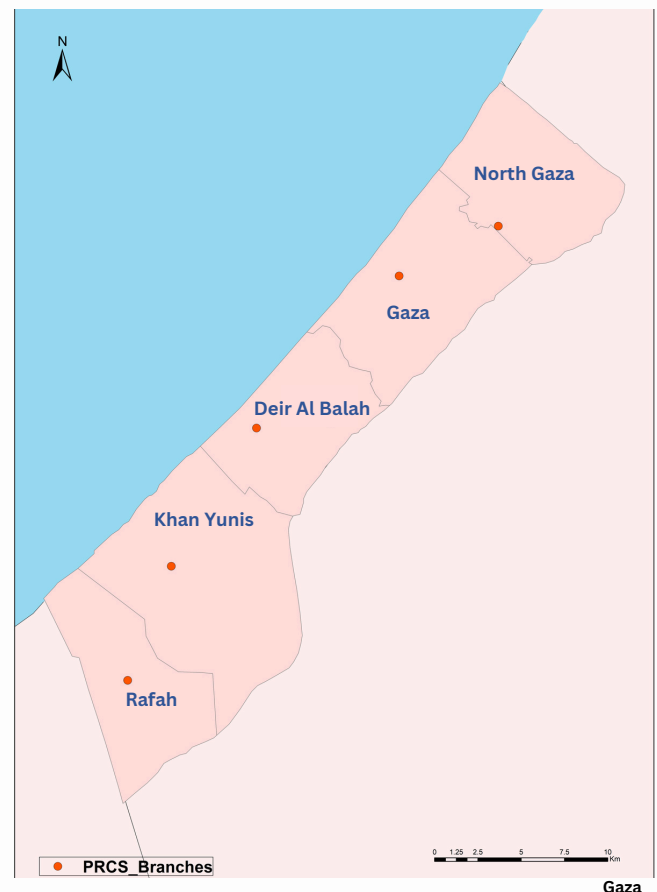 N
North Gaza
Gaza
Deir Al Balah
Khan Yunis
Rafah
PRCS_Branches
0 1.25 2.5 5 7.5 10
Km
Gaza